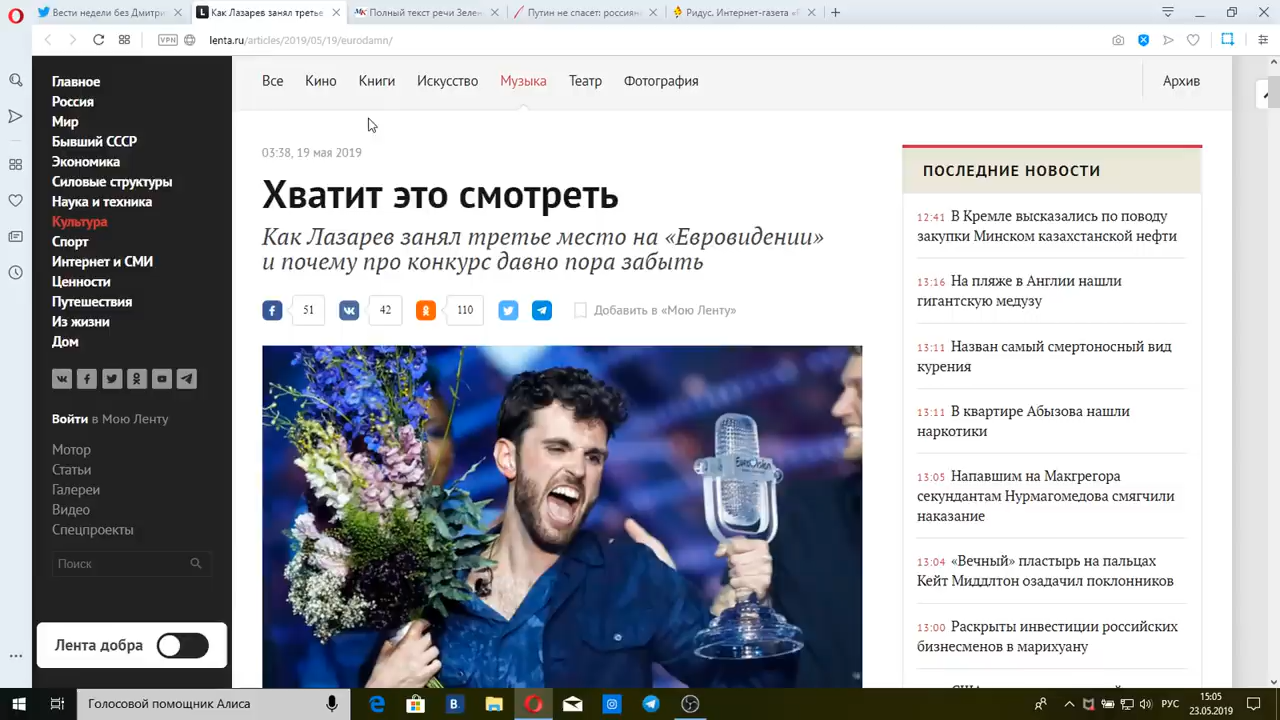 Вести недели без Дмитри
Как Лазарев занял третье
Полный текст речи Зелен
Путин не спасет: россиян
Ридус. Интернет-газета «Р
VPN
lenta.ru/articles/2019/05/19/eurodamn/
Главное
Россия
Мир
Бывший СССР
Экономика
Силовые структуры
Наука и техника
Культура
Спорт
Интернет и СМИ
Ценности
Путешествия
Из жизни
Дом
Войти в Мою Ленту
Мотор
Статьи
Галереи
Видео
Спецпроекты
Поиск
Лента добра
Все Кино Книги Искусство Музыка Театр Фотография Архив
03:38, 19 мая 2019
Хватит это смотреть
Как Лазарев занял третье место на «Евровидении»
и почему про конкурс давно пора забыть
51 42 110 Добавить в «Мою Ленту»
ПОСЛЕДНИЕ НОВОСТИ
12:41 В Кремле высказались по поводу
закупки Минском казахстанской нефти
13:16 На пляже в Англии нашли
гигантскую медузу
13:11 Назван самый смертоносный вид
курения
13:11 В квартире Абызова нашли
наркотики
13:05 Напавшим на Макгрегора
секундантам Нурмагомедова смягчили
наказание
13:04 «Вечный» пластырь на пальцах
Кейт Миддлтон озадачил поклонников
13:00 Раскрыты инвестиции российских
бизнесменов в марихуану
Голосовой помощник Алиса
РУС
15:05
23.05.2019